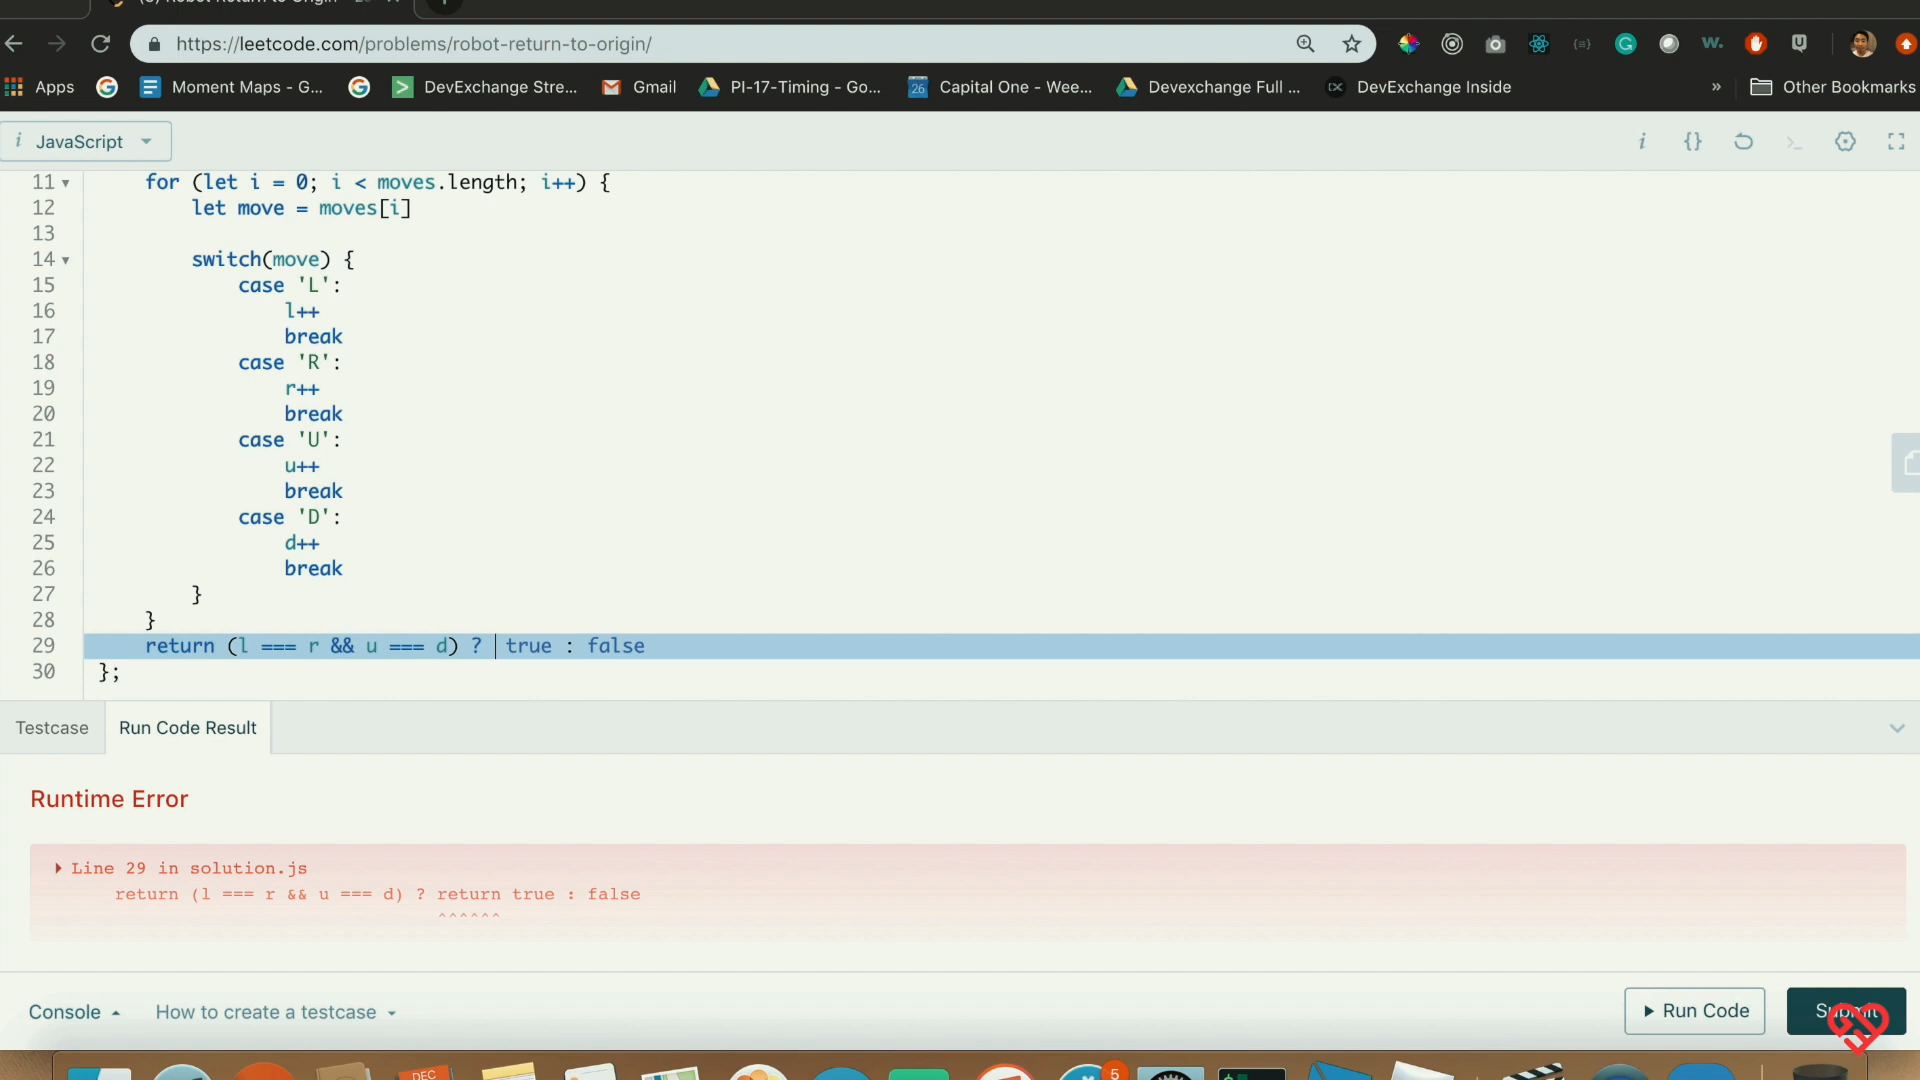 https://leetcode.com/problems/robot-return-to-origin/
W.
Apps
Moment Maps - G...
DevExchange Stre...
Gmail
PI-17-Timing - Go...
26
Capital One - Wee...
Devexchange Full ...
DevExchange Inside
»
Other Bookmarks
i JavaScript
i {} >_
11 for (let i = 0; i < moves.length; i++) {
12 let move = moves[i]
13
14 switch(move) {
15 case 'L':
16 l++
17 break
18 case 'R':
19 r++
20 break
21 case 'U':
22 u++
23 break
24 case 'D':
25 d++
26 break
27 }
28 }
29 return (l === r && u === d) ? true : false
30 };
Testcase
Run Code Result
Runtime Error
Line 29 in solution.js
return (l === r && u === d) ? return true : false
^^^^^^
Console
How to create a testcase
Run Code
Submit
DEC
5